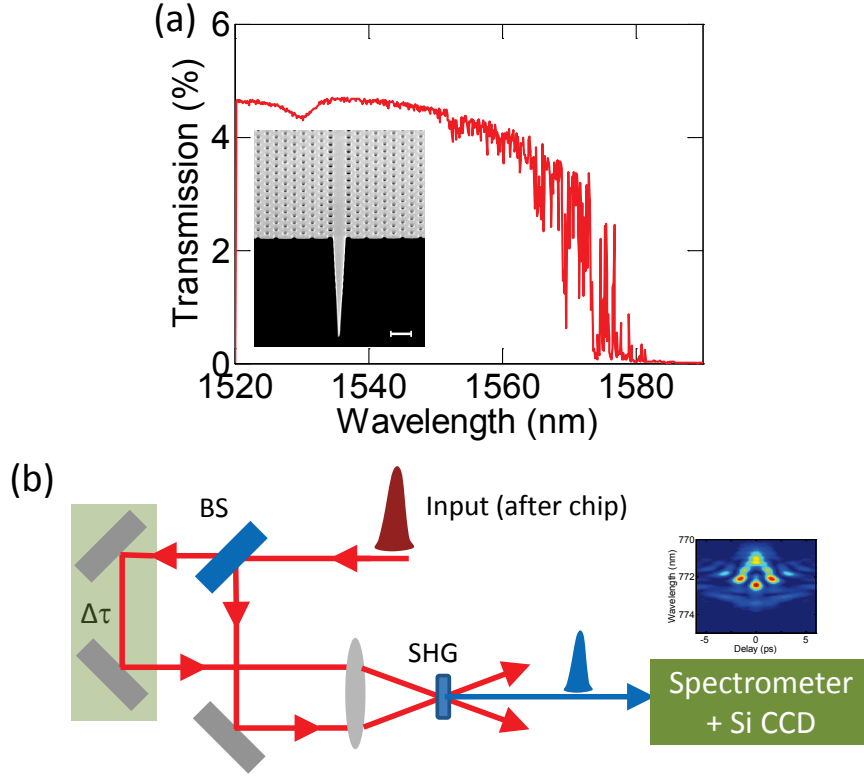 (a)
6
4
2
0
Transmission (%)
1520
1540
1560
1580
Wavelength (nm)
(b)
BS
Input (after chip)
Δτ
SHG
770
772
774
Wavelength (nm)
-5
0
5
Delay (ps)
Spectrometer
+ Si CCD